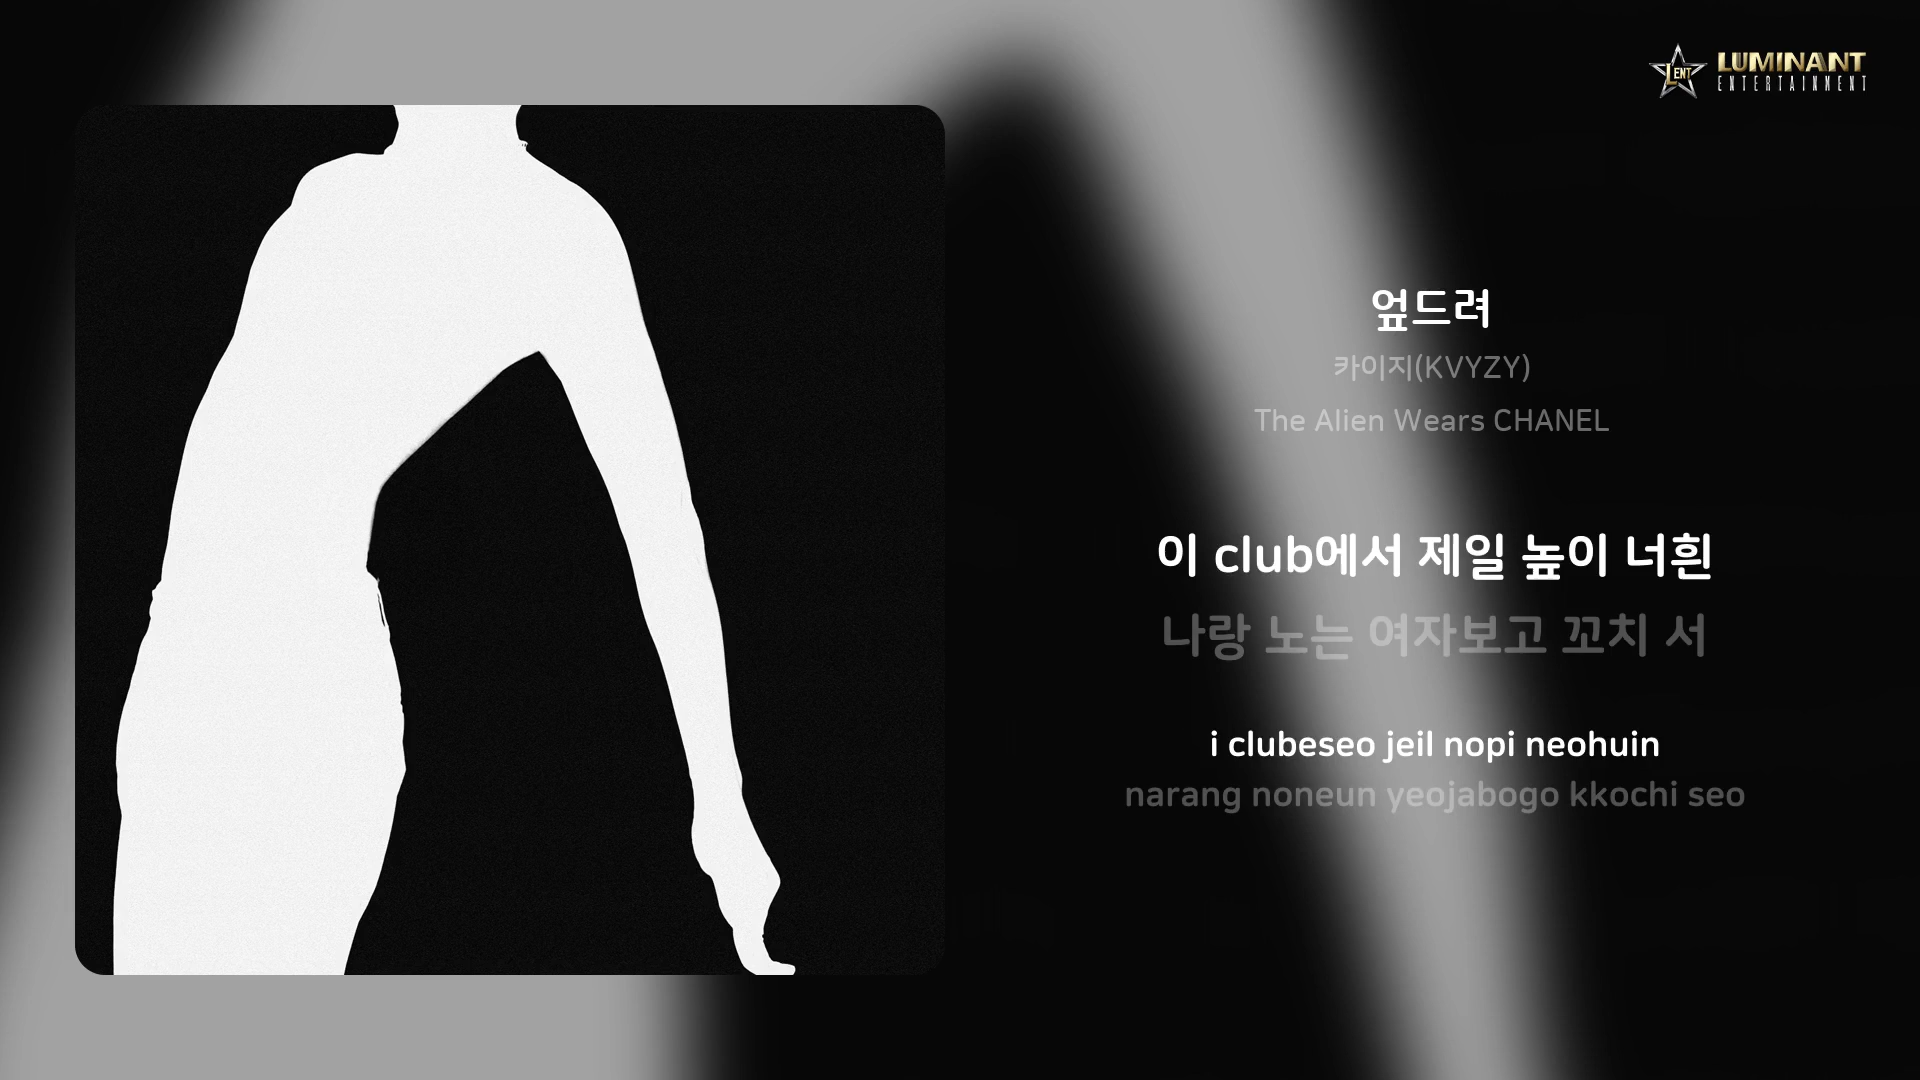 LENT
LUMINANT
ENTERTAINMENT
엎드려
카이지(KVYZY)
The Alien Wears CHANEL
이 club에서 제일 높이 너흰
나랑 노는 여자보고 꼬치 서
i clubeseo jeil nopi neohuin
narang noneun yeojabogo kkochi seo